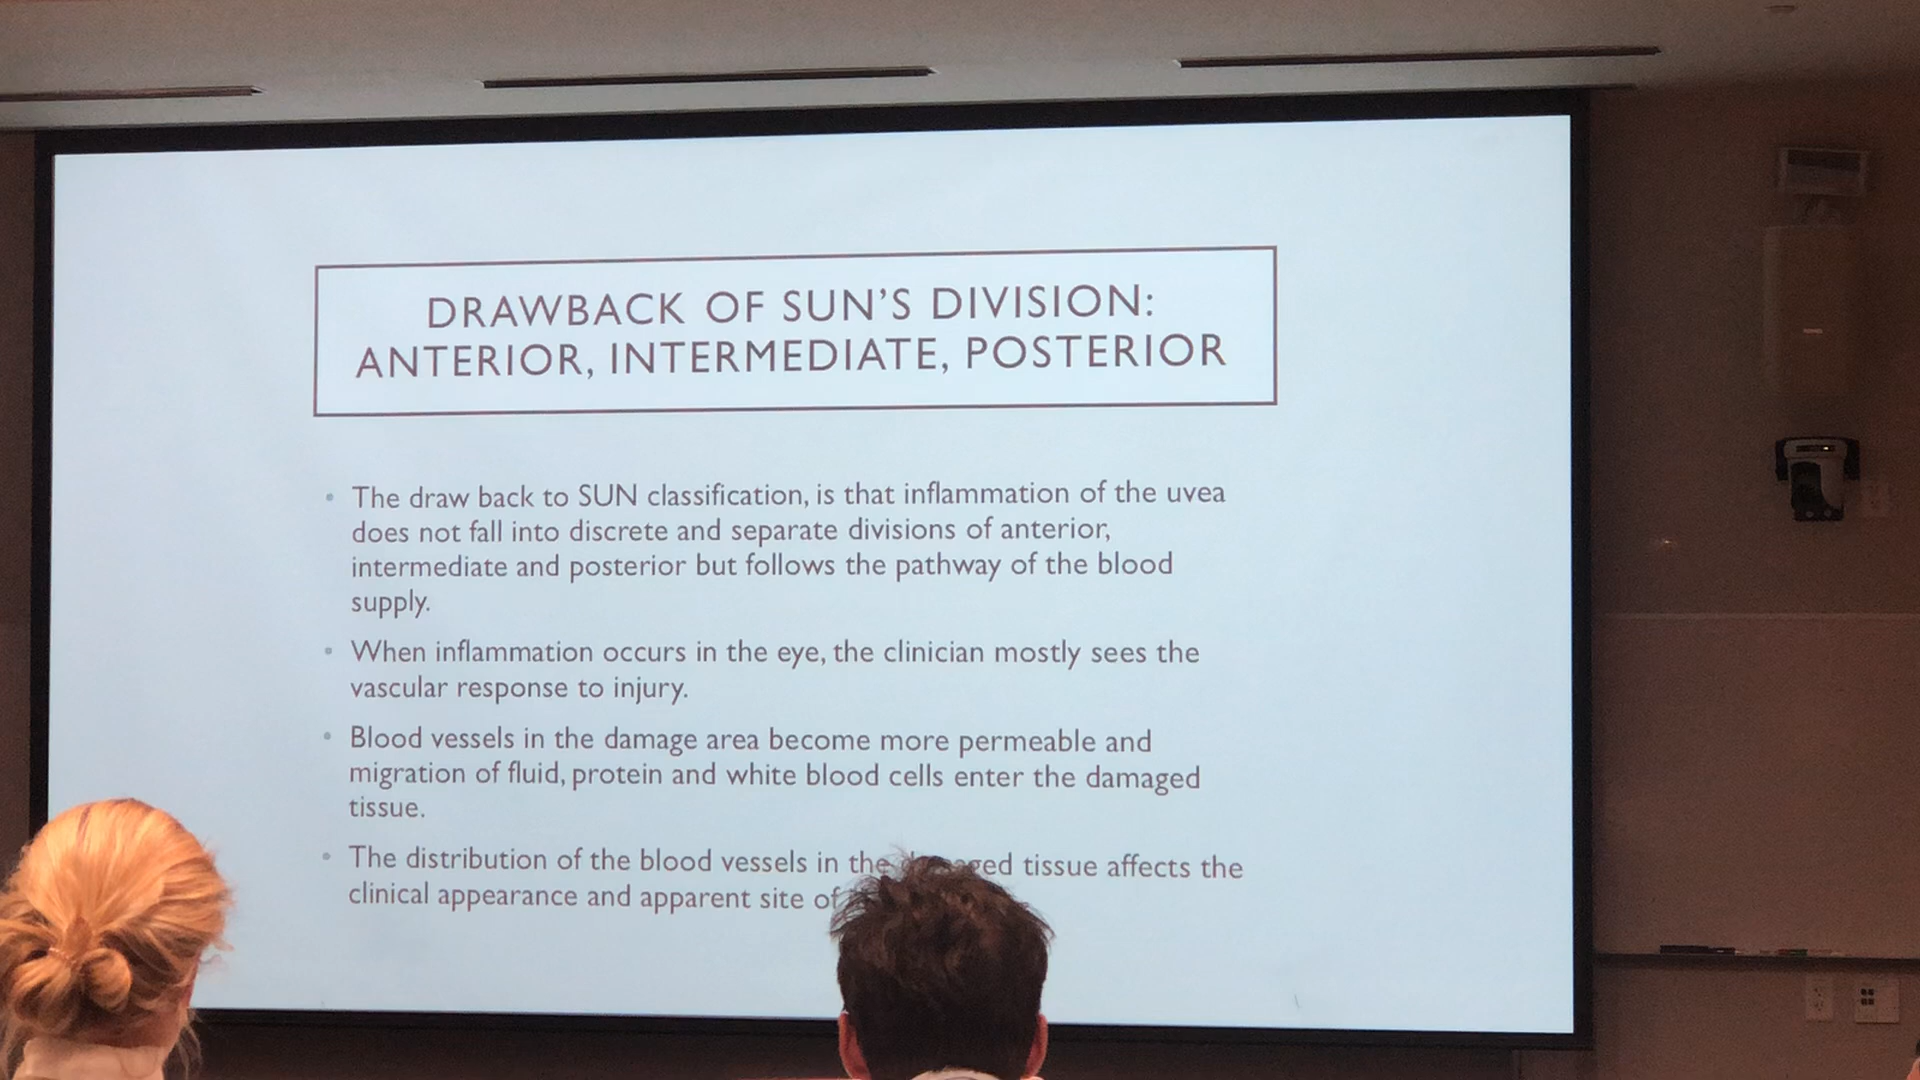 DRAWBACK OF SUN'S DIVISION:
ANTERIOR, INTERMEDIATE, POSTERIOR
• The draw back to SUN classification, is that inflammation of the uvea
does not fall into discrete and separate divisions of anterior,
intermediate and posterior but follows the pathway of the blood
supply.
• When inflammation occurs in the eye, the clinician mostly sees the
vascular response to injury.
• Blood vessels in the damage area become more permeable and
migration of fluid, protein and white blood cells enter the damaged
tissue.
• The distribution of the blood vessels in the tissue affects the
clinical appearance and apparent site of